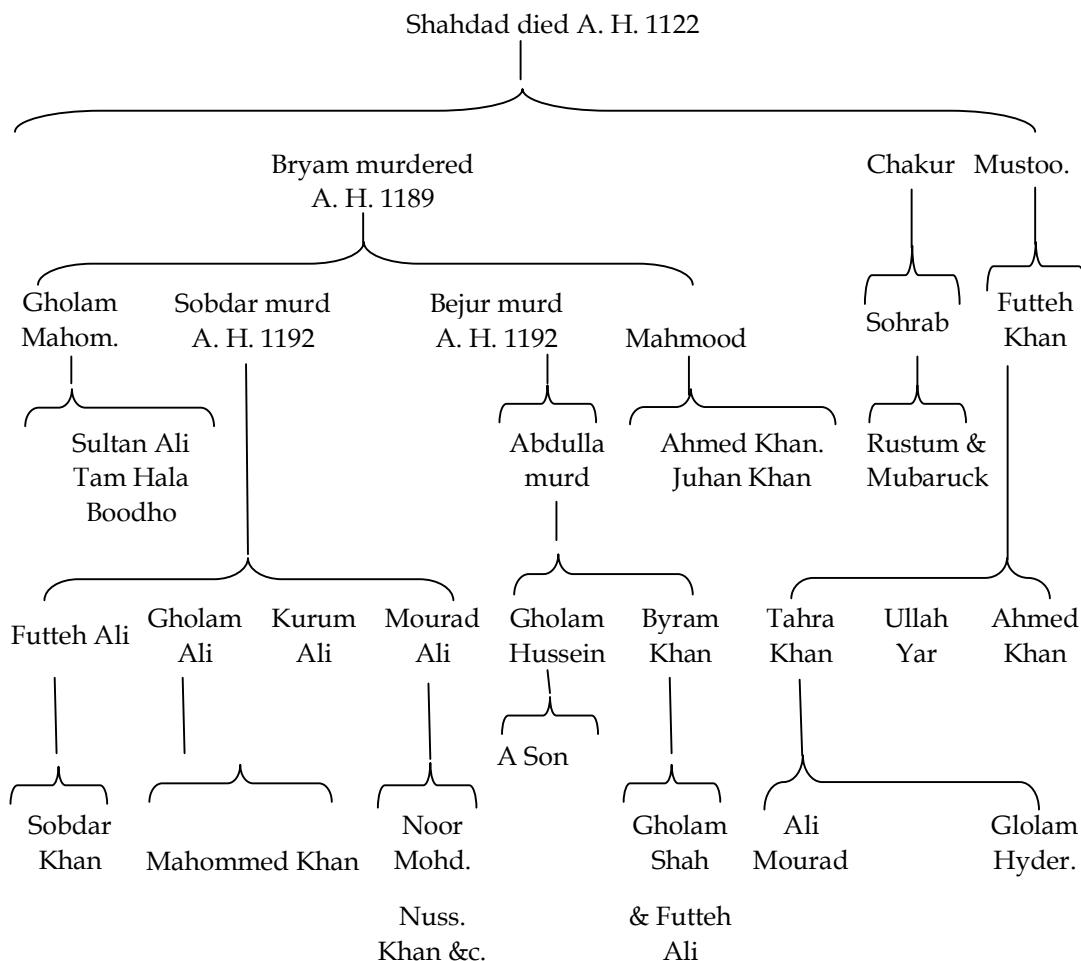 Shahdad died A. H. 1122
Bryam murdered
A. H. 1189
Chakur
Mustoo.
Gholam
Mahom.
Sobdar murd
A. H. 1192
Bejur murd
A. H. 1192
Mahmood
Sohrab
Futteh
Khan
Sultan Ali
Tam Hala
Boodho
Abdulla
murd
Ahmed Khan.
Juhan Khan
Rustum &
Mubaruck
Futteh Ali
Gholam
Ali
Kurum
Ali
Mourad
Ali
Gholam
Hussein
Byram
Khan
Tahra
Khan
Ullah
Yar
Ahmed
Khan
A Son
Sobdar
Khan
Mahommed Khan
Noor
Mohd.
Nuss.
Khan &c.
Gholam
Shah
& Futteh
Ali
Ali
Mourad
Glolam
Hyder.